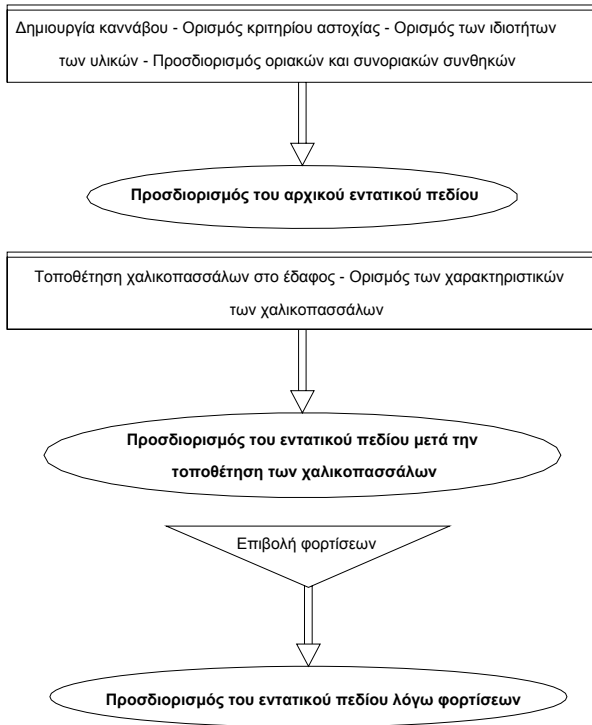 Δημιουργία καννάβου - Ορισμός κριτηρίου αστοχίας - Ορισμός των ιδιοτήτων
των υλικών - Προσδιορισμός οριακών και συνοριακών συνθηκών
Προσδιορισμός του αρχικού εντατικού πεδίου
Τοποθέτηση χαλικοπασσάλων στο έδαφος - Ορισμός των χαρακτηριστικών
των χαλικοπασσάλων
Προσδιορισμός του εντατικού πεδίου μετά την
τοποθέτηση των χαλικοπασσάλων
Επιβολή φορτίσεων
Προσδιορισμός του εντατικού πεδίου λόγω φορτίσεων